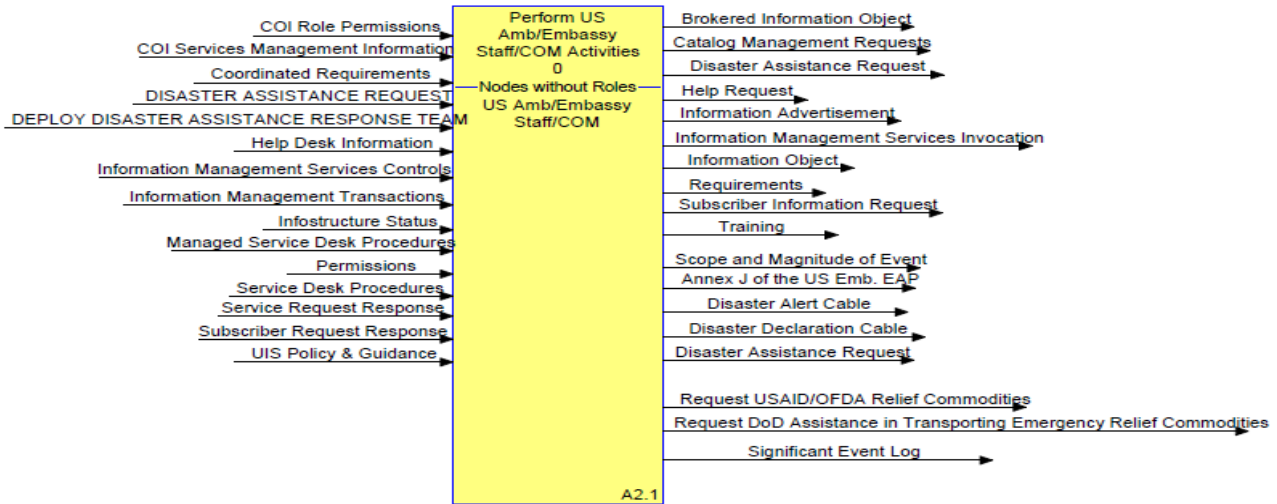 COI Role Permissions
COI Services Management Information
Coordinated Requirements
DISASTER ASSISTANCE REQUEST
DEPLOY DISASTER ASSISTANCE RESPONSE TEAM
Help Desk Information
Information Management Services Controls
Information Management Transactions
Infostructure Status
Managed Service Desk Procedures
Permissions
Service Desk Procedures
Service Request Response
Subscriber Request Response
UIS Policy & Guidance
Perform US
Amb/Embassy
Staff/COM Activities
0
Nodes without Roles
US Amb/Embassy
Staff/COM
A2.1
Brokered Information Object
Catalog Management Requests
Disaster Assistance Request
Help Request
Information Advertisement
Information Management Services Invocation
Information Object
Requirements
Subscriber Information Request
Training
Scope and Magnitude of Event
Annex J of the US Emb. EAP
Disaster Alert Cable
Disaster Declaration Cable
Disaster Assistance Request
Request USAID/OFDA Relief Commodities
Request DoD Assistance in Transporting Emergency Relief Commodities
Significant Event Log